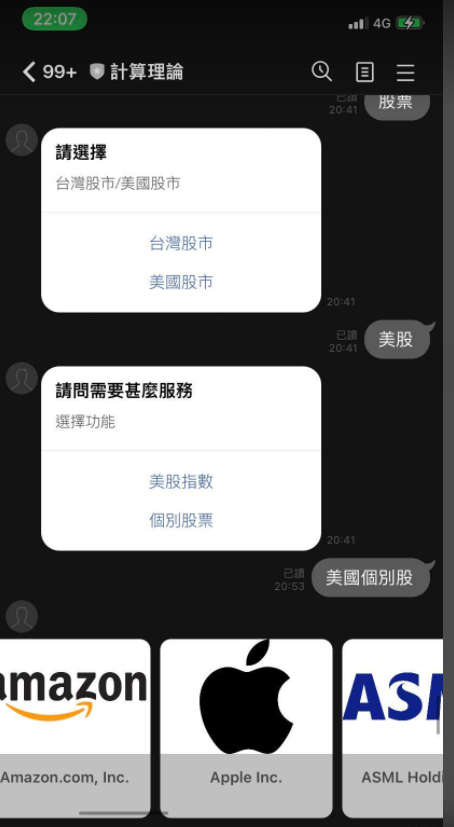 22:07
4G
99+ 計算理論
已讀
20:41
股票
請選擇
台灣股市/美國股市
台灣股市
美國股市
20:41
已讀
20:41
美股
請問需要甚麼服務
選擇功能
美股指數
個別股票
20:41
已讀
20:53
美國個別股
amazon
ASM
Amazon.com, Inc.
Apple Inc.
ASML Holdi